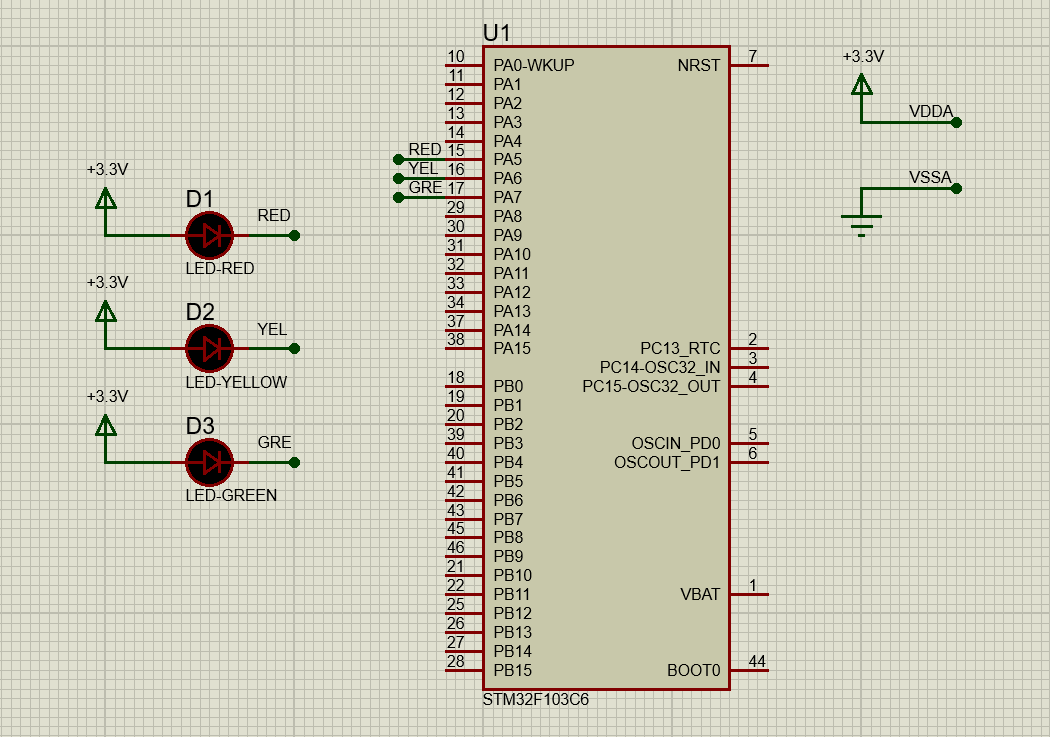 +3.3V
D1
RED
LED-RED
+3.3V
D2
YEL
LED-YELLOW
+3.3V
D3
GRE
LED-GREEN
U1
10 PA0-WKUP
11 PA1
12 PA2
13 PA3
14 PA4
RED 15 PA5
YEL 16 PA6
GRE 17 PA7
29 PA8
30 PA9
31 PA10
32 PA11
33 PA12
34 PA13
37 PA14
38 PA15
18 PB0
19 PB1
20 PB2
39 PB3
40 PB4
41 PB5
42 PB6
43 PB7
45 PB8
46 PB9
21 PB10
22 PB11
25 PB12
26 PB13
27 PB14
28 PB15
NRST 7
PC13_RTC 2
PC14-OSC32_IN 3
PC15-OSC32_OUT 4
OSCIN_PD0 5
OSCOUT_PD1 6
VBAT 1
BOOT0 44
STM32F103C6
+3.3V
VDDA
VSSA